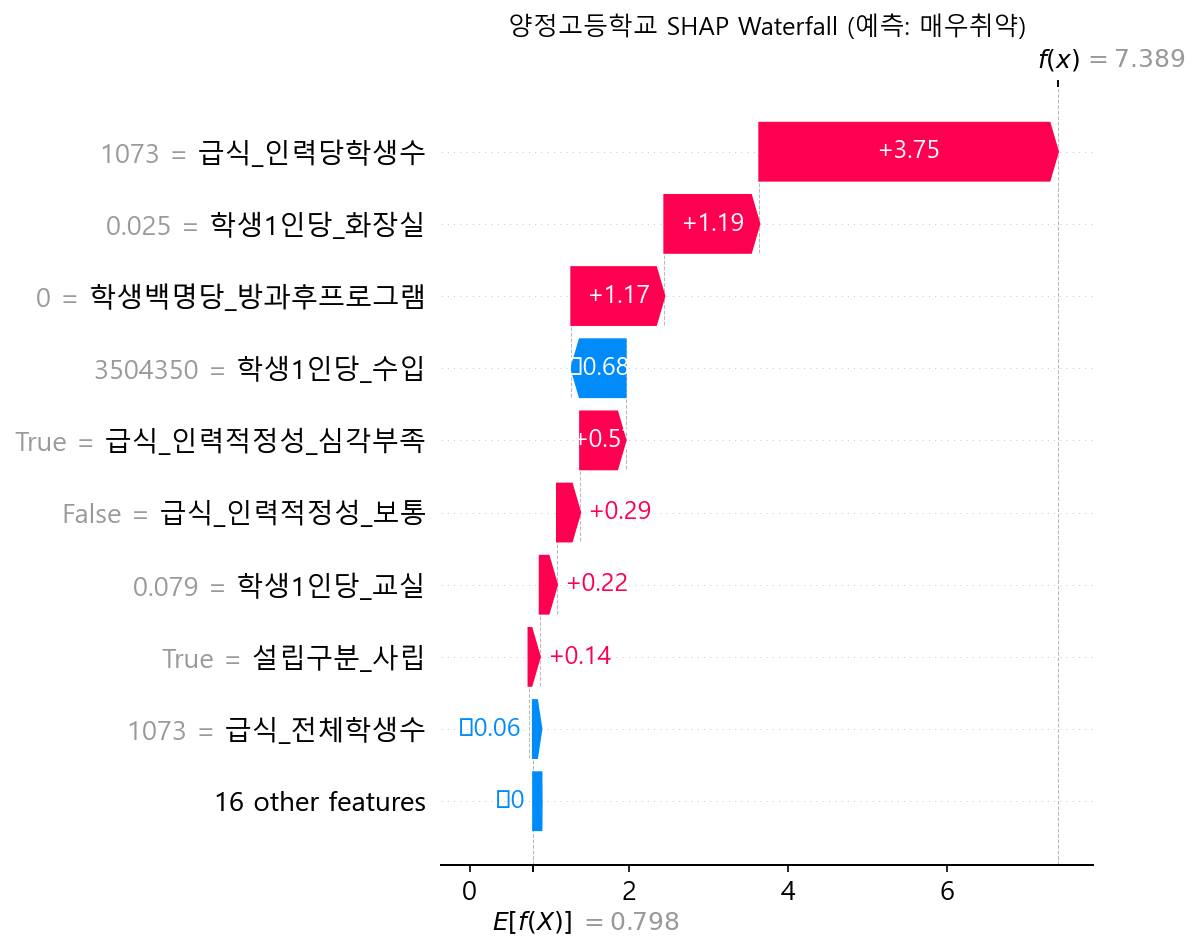 양정고등학교 SHAP Waterfall (예측: 매우취약)
f(x) = 7.389
1073 = 급식_인력당학생수
+3.75
0.025 = 학생1인당_화장실
+1.19
0 = 학생백명당_방과후프로그램
+1.17
3504350 = 학생1인당_수입
□0.68
True = 급식_인력적정성_심각부족
+0.5
False = 급식_인력적정성_보통
+0.29
0.079 = 학생1인당_교실
+0.22
True = 설립구분_사립
+0.14
1073 = 급식_전체학생수
□0.06
16 other features
□0
0 2 4 6
E[f(X)] = 0.798